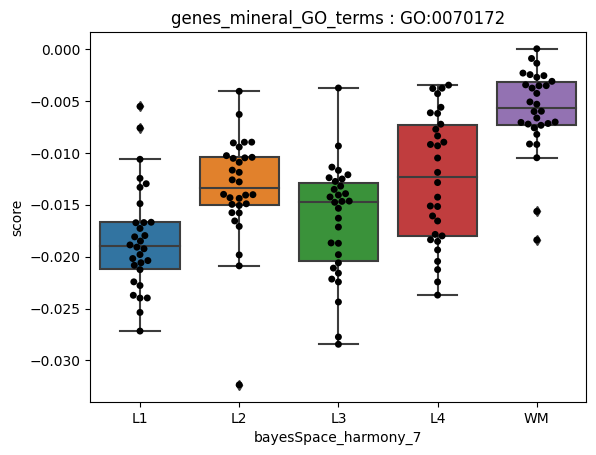 genes_mineral_GO_terms : GO:0070172
0.000
−0.005
−0.010
−0.015
−0.020
−0.025
−0.030
score
L1 L2 L3 L4 WM
bayesSpace_harmony_7